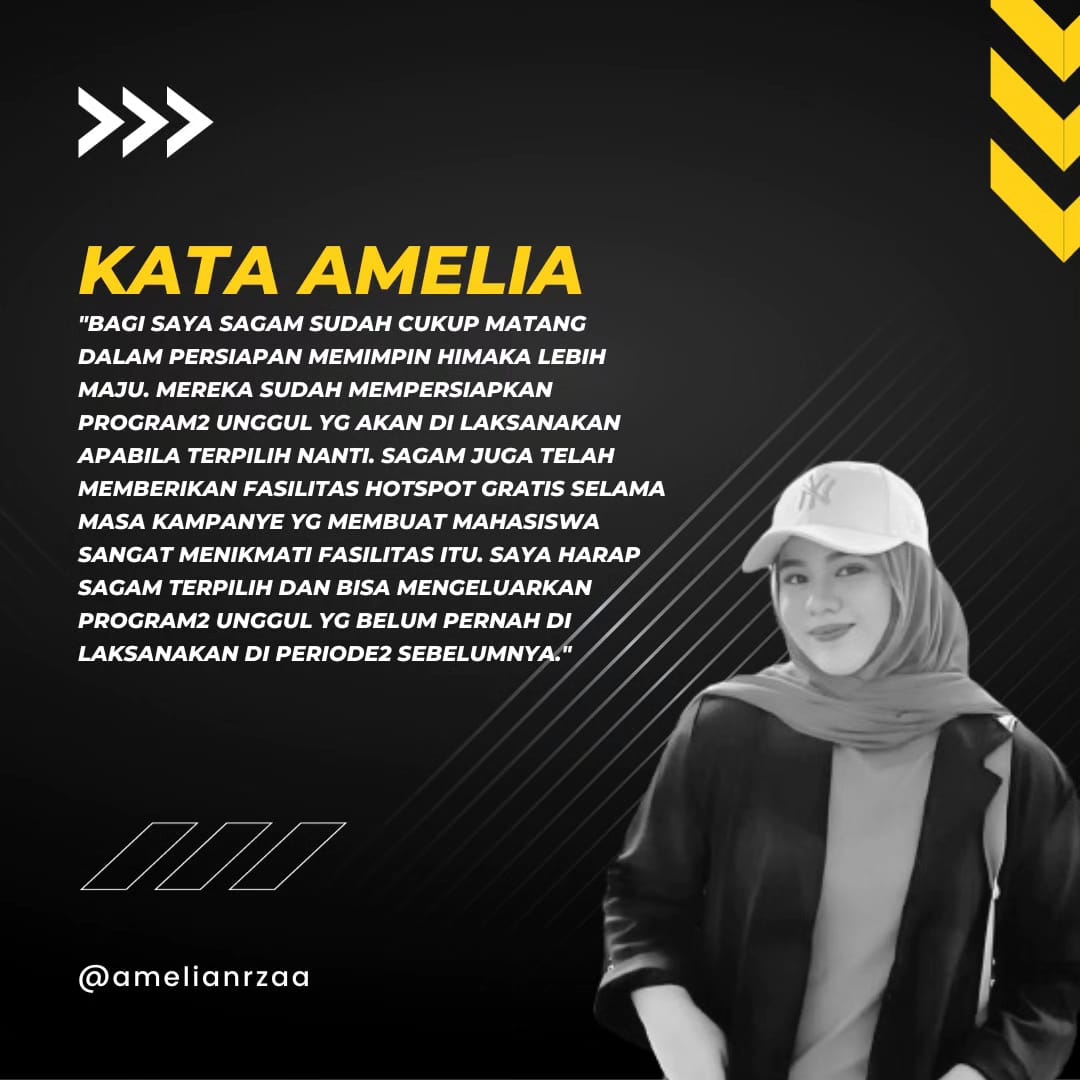 KATA AMELIA
"BAGI SAYA SAGAM SUDAH CUKUP MATANG
DALAM PERSIAPAN MEMIMPIN HIMAKA LEBIH
MAJU. MEREKA SUDAH MEMPERSIAPKAN
PROGRAM2 UNGGUL YG AKAN DI LAKSANAKAN
APABILA TERPILIH NANTI. SAGAM JUGA TELAH
MEMBERIKAN FASILITAS HOTSPOT GRATIS SELAMA
MASA KAMPANYE YG MEMBUAT MAHASISWA
SANGAT MENIKMATI FASILITAS ITU. SAYA HARAP
SAGAM TERPILIH DAN BISA MENGELUARKAN
PROGRAM2 UNGGUL YG BELUM PERNAH DI
LAKSANAKAN DI PERIODE2 SEBELUMNYA."
NY
@amelianrzaa